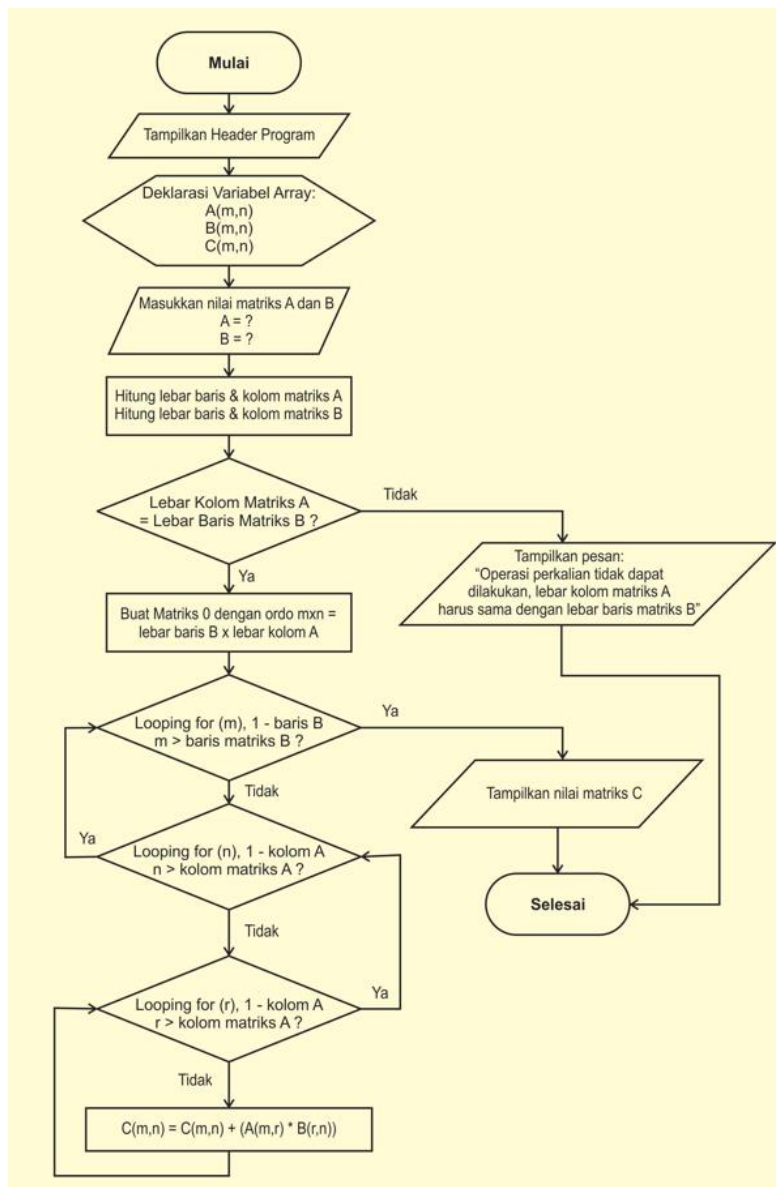 Mulai
Tampilkan Header Program
Deklarasi Variabel Array:
A(m,n)
B(m,n)
C(m,n)
Masukkan nilai matriks A dan B
A = ?
B = ?
Hitung lebar baris & kolom matriks A
Hitung lebar baris & kolom matriks B
Lebar Kolom Matriks A
= Lebar Baris Matriks B ?
Tidak
Tampilkan pesan:
“Operasi perkalian tidak dapat
dilakukan, lebar kolom matriks A
harus sama dengan lebar baris matriks B”
Ya
Buat Matriks 0 dengan ordo mxn =
lebar baris B x lebar kolom A
Looping for (m), 1 - baris B
m > baris matriks B ?
Ya
Tampilkan nilai matriks C
Selesai
Tidak
Ya
Looping for (n), 1 - kolom A
n > kolom matriks A ?
Tidak
Looping for (r), 1 - kolom A
r > kolom matriks A ?
Ya
Tidak
C(m,n) = C(m,n) + (A(m,r) * B(r,n))